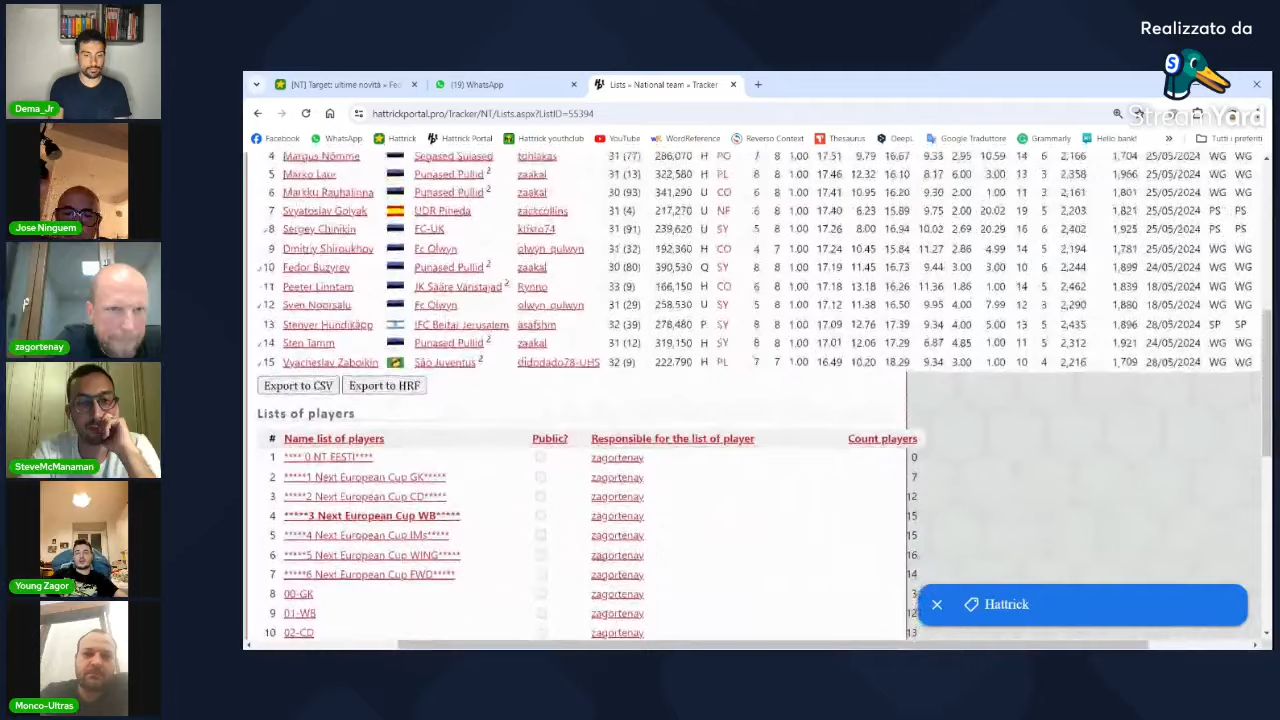 Realizzato da
StreamYard
Dema_Jr
Jose Ninguem
zagortenay
SteveMcManaman
Young Zagor
Monco-Ultras
[NT] Target: ultime novità » Fe
(19) WhatsApp
Lists » National team » Tracker
hattrickportal.pro/Tracker/NT/Lists.aspx?ListID=55394
Facebook WhatsApp Hattrick Hattrick Portal Hattrick youthclub YouTube WordReference Reverso Context Thesaurus DeepL Google Traduttore Grammarly Hello bank! » Tutti i preferiti
4 Margus Nõmme Segased Sulased tohlakas 31 (77) 286,070 H PO 7 8 1.00 17.51 9.79 16.67 9.33 2.95 10.59 14 6 2,166 1,704 25/05/2024 WG WG
5 Marko Laur Punased Pullid 2 zaakal 31 (13) 322,580 H PL 7 8 1.00 17.46 12.32 16.10 8.17 6.00 3.00 13 3 2,358 1,966 25/05/2024 WG WG
6 Markku Rauhalinna Punased Pullid 2 zaakal 30 (93) 341,290 U CO 6 8 1.00 17.41 10.95 16.20 9.30 2.00 1.00 11 3 2,161 1,801 25/05/2024 WG WG
7 Svyatoslav Golyak UDR Pineda zackcollins 31 (4) 217,270 U NF 7 8 1.00 17.40 6.23 15.89 9.75 2.00 20.02 19 5 2,203 1,821 25/05/2024 PS PS
8 Sergey Chinikin FC-UK kristo74 31 (91) 239,620 U SY 7 8 1.00 17.26 8.00 16.94 10.02 2.69 20.29 16 4 2,402 1,925 25/05/2024 PS PS
9 Dmitriy Shiroukhov Fc Olwyn olwyn_qulwyn 31 (32) 192,360 H CO 4 7 1.00 17.24 10.45 15.84 11.27 2.86 4.99 14 3 2,194 1,781 25/05/2024 WG WG
10 Fedor Buzyrev Punased Pullid 2 zaakal 30 (80) 390,530 Q SY 8 8 1.00 17.19 11.45 16.73 9.44 3.00 3.00 10 6 2,244 1,899 24/05/2024 WG WG
11 Peeter Linntam JK Sääre Vänstajad 2 Rynno 33 (9) 166,150 H CO 6 8 1.00 17.18 13.18 16.26 11.36 1.86 1.00 14 5 2,462 1,839 18/05/2024 WG WG
12 Sven Noorsalu Fc Olwyn olwyn_qulwyn 31 (29) 258,530 U SY 5 8 1.00 17.12 11.38 16.50 9.95 4.00 7.99 12 6 2,290 1,880 18/05/2024 WG WG
13 Stenver Hundikäpp IFC Beitai Jerusalem asafshm 32 (39) 278,480 P SY 8 8 1.00 17.09 12.76 17.39 9.34 4.00 5.00 13 5 2,435 1,896 28/05/2024 SP SP
14 Sten Tamm Punased Pullid 2 zaakal 31 (12) 319,150 H SY 8 8 1.00 17.01 12.06 17.29 6.87 4.85 1.00 11 5 2,312 1,921 24/05/2024 WG WG
15 Vyacheslav Zaboikin São Juventus 2 didodado78-UHS 32 (9) 222,790 H PL 7 7 1.00 16.49 10.20 18.29 9.34 3.00 1.00 10 4 2,215 1,709 28/05/2024 WG WG
Export to CSV Export to HRF
Lists of players
# Name list of players Public? Responsible for the list of player Count players
1 **** 0 NT EESTI**** zagortenay 0
2 *****1 Next European Cup GK***** zagortenay 7
3 *****2 Next European Cup CD***** zagortenay 12
4 *****3 Next European Cup WB***** zagortenay 15
5 *****4 Next European Cup IMs***** zagortenay 15
6 *****5 Next European Cup WING***** zagortenay 16
7 *****6 Next European Cup FWD***** zagortenay 14
8 00-GK zagortenay 3
9 01-WB zagortenay 12
10 02-CD zagortenay 13
Hattrick